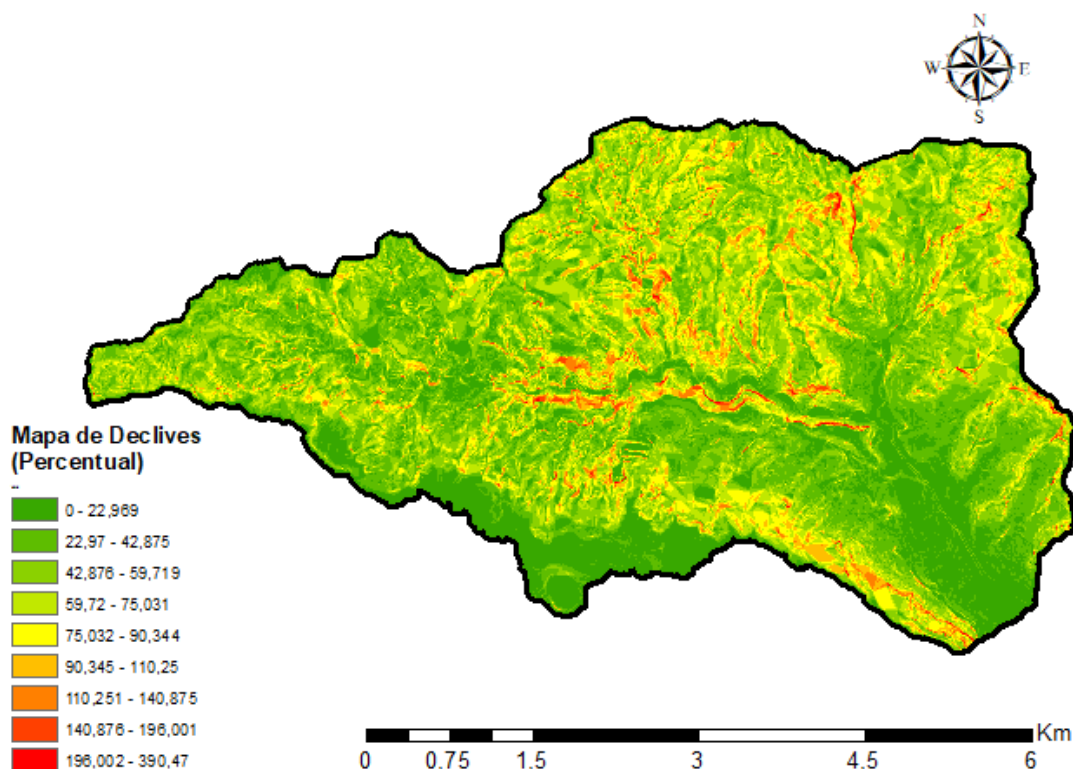 N
W E
S
Mapa de Declives
(Percentual)
0 - 22,969
22,97 - 42,875
42,876 - 59,719
59,72 - 75,031
75,032 - 90,344
90,345 - 110,25
110,251 - 140,875
140,876 - 196,001
196,002 - 390,47
Km
0 0.75 1.5 3 4.5 6